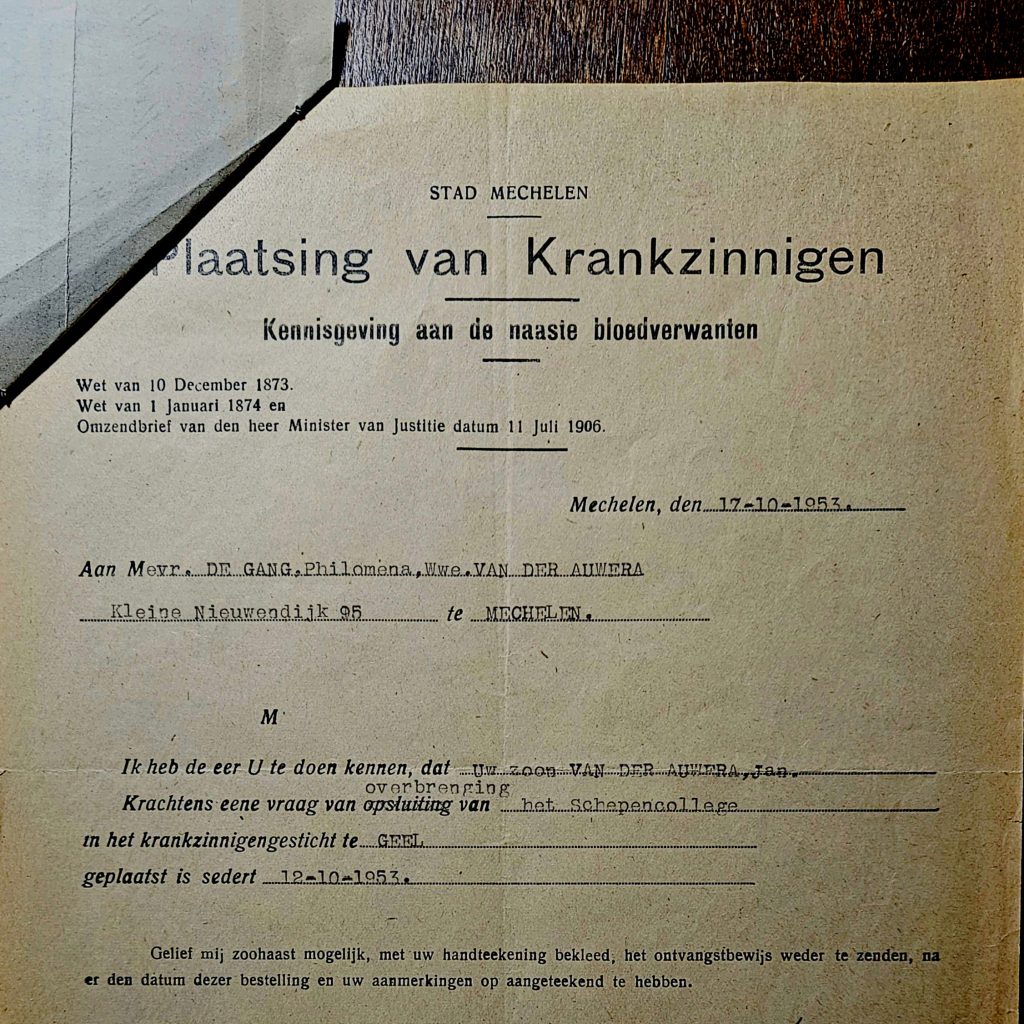 STAD MECHELEN
Plaatsing van Krankzinnigen
Kennisgeving aan de naaste bloedverwanten
Wet van 10 December 1873.
Wet van 1 Januari 1874 en
Omzendbrief van den heer Minister van Justitie datum 11 Juli 1906.
Mechelen, den 17-10-1953.
Aan Mevr. DE GANG,Philomena,Wwe.VAN DER AUWERA
Kleine Nieuwendijk 95 te MECHELEN.
M
Ik heb de eer U te doen kennen, dat Uw zoon VAN DER AUWERA,Jan.
overbrenging
Krachtens eene vraag van opsluiting van het Schepencollege
in het krankzinnigengesticht te GEEL
geplaatst is sedert 12-10-1953.
Gelief mij zoohaast mogelijk, met uw handteekening bekleed, het ontvangstbewijs weder te zenden, na
er den datum dezer bestelling en uw aanmerkingen op aangeteekend te hebben.